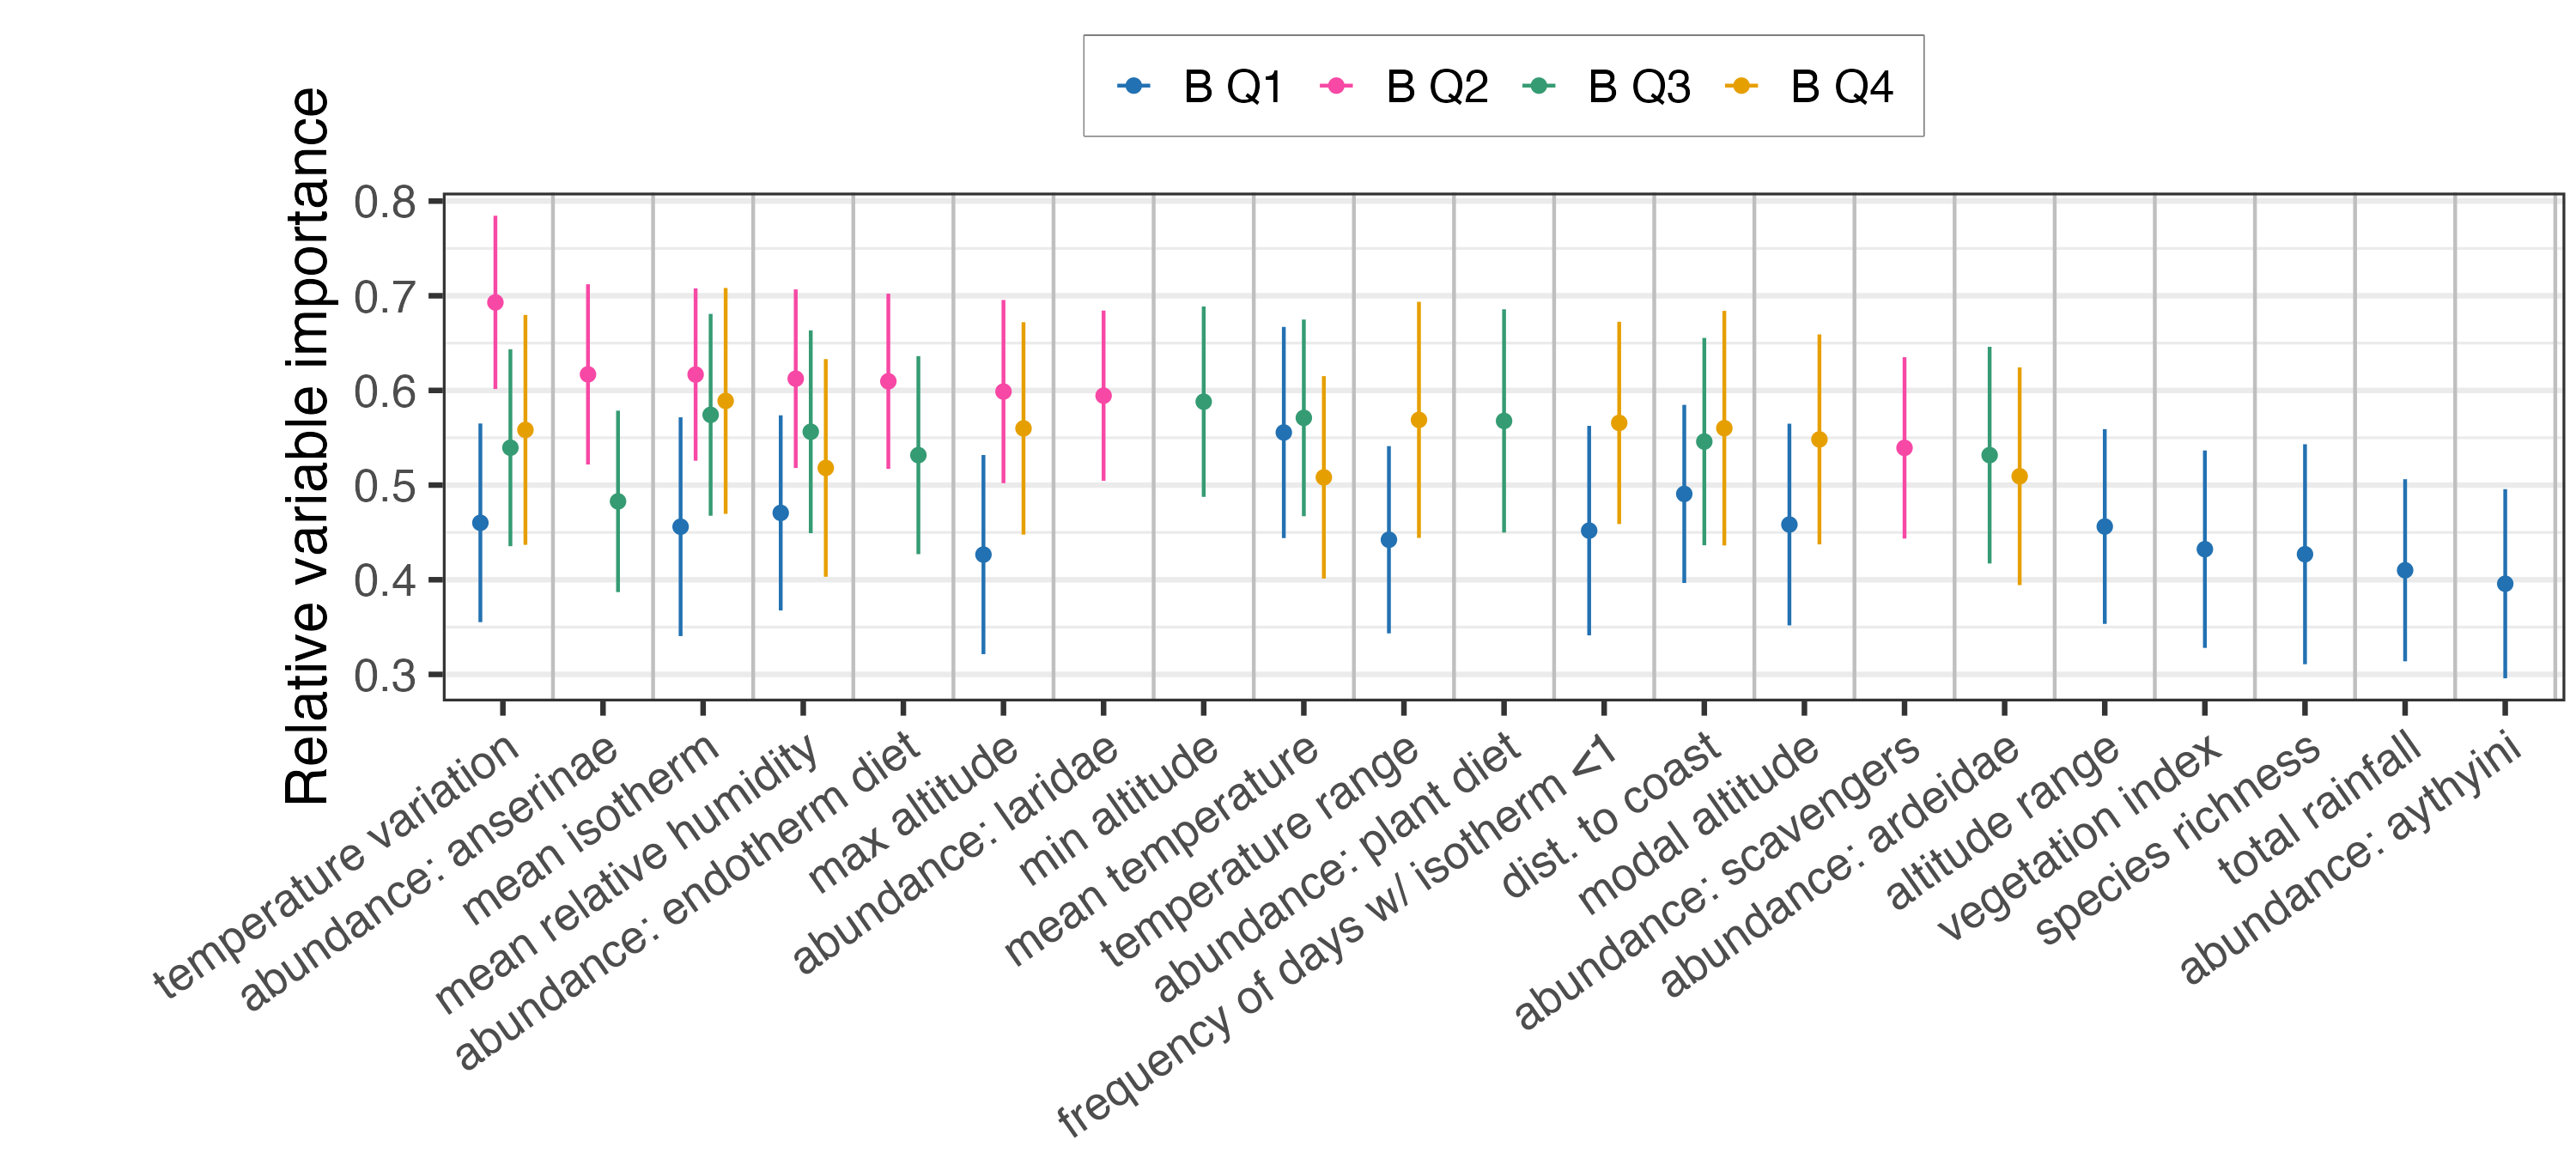 B Q1 B Q2 B Q3 B Q4
Relative variable importance
0.8
0.7
0.6
0.5
0.4
0.3
temperature variation
abundance: anserinae
mean isotherm
mean relative humidity
abundance: endotherm diet
max altitude
abundance: laridae
min altitude
mean temperature
temperature range
abundance: plant diet
frequency of days w/ isotherm <1
dist. to coast
modal altitude
abundance: scavengers
abundance: ardeidae
altitude range
vegetation index
species richness
total rainfall
abundance: aythyini